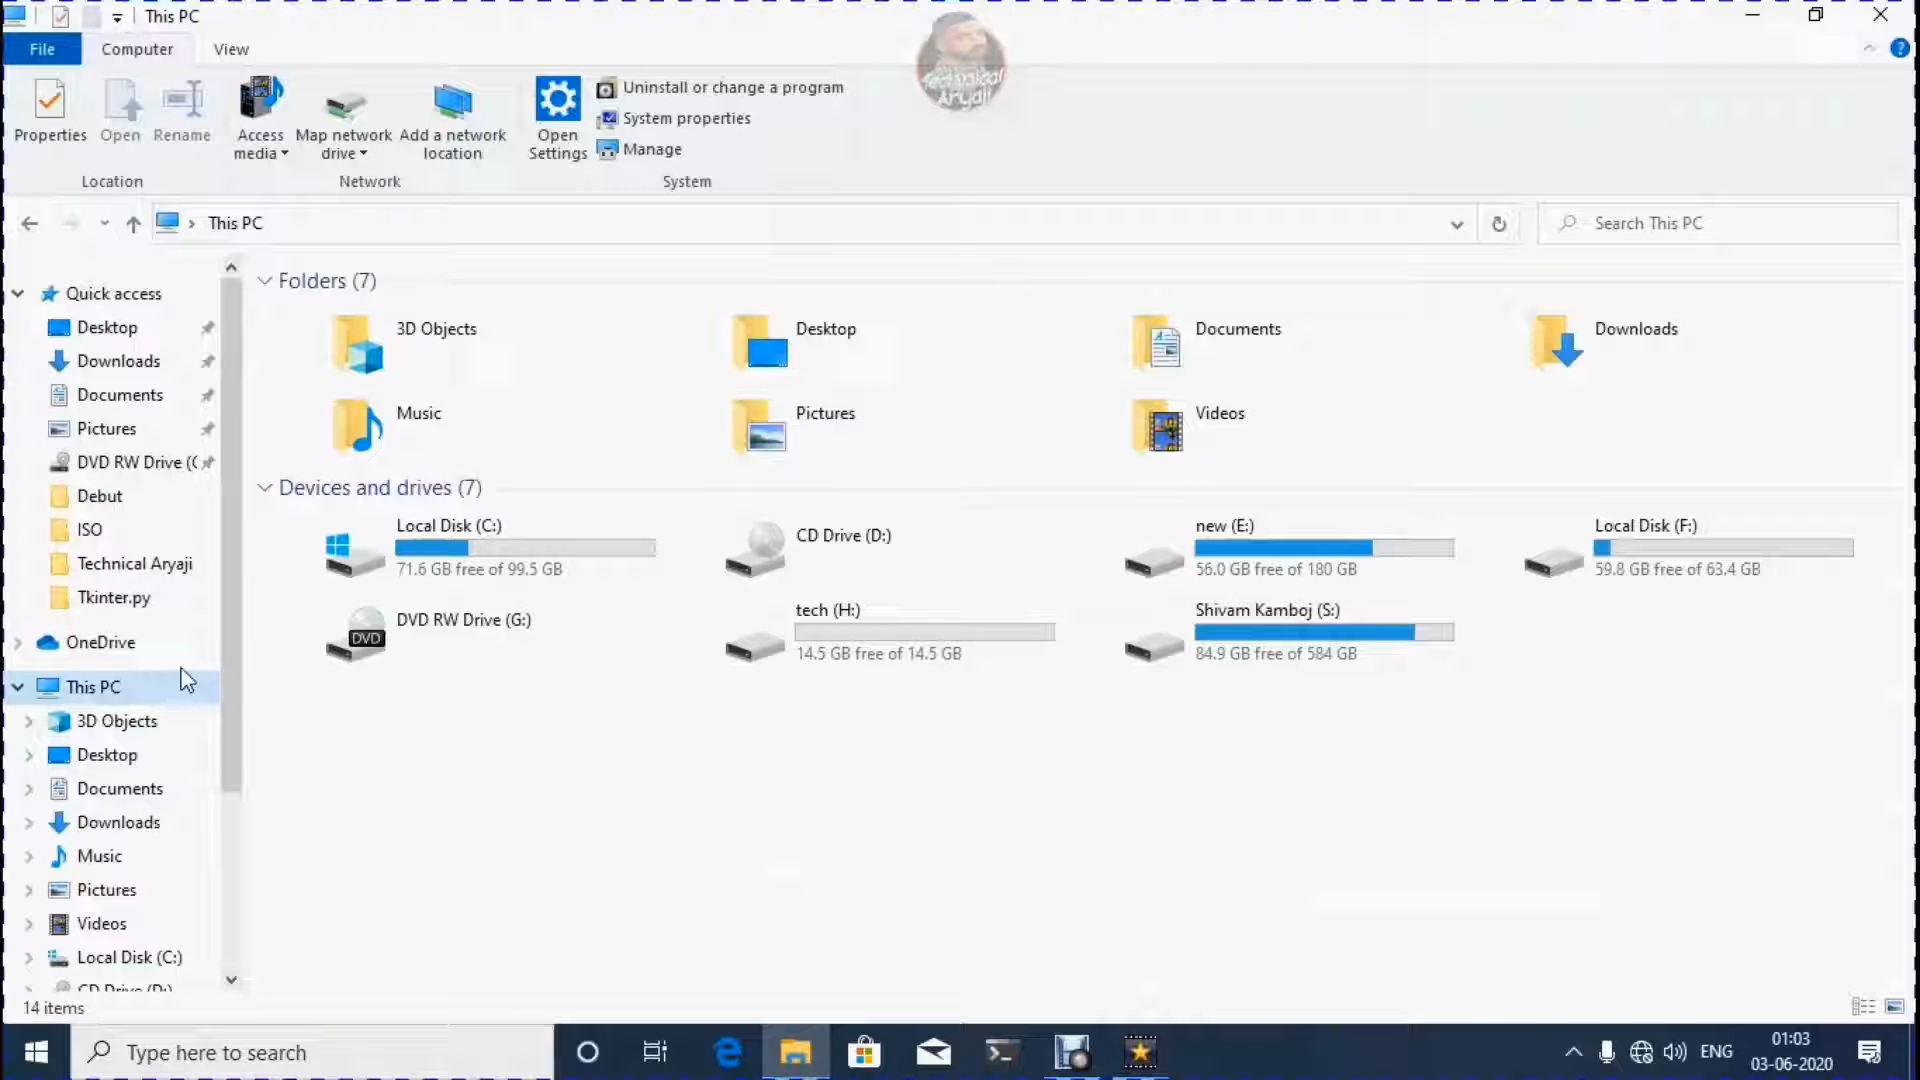 This PC
File
Computer
View
Properties
Open
Rename
Access media
Map network drive
Add a network location
Open Settings
Uninstall or change a program
System properties
Manage
Location
Network
System
Technical
AryaJi
This PC
Search This PC
Quick access
Desktop
Downloads
Documents
Pictures
DVD RW Drive (G
Debut
ISO
Technical Aryaji
Tkinter.py
OneDrive
This PC
3D Objects
Desktop
Documents
Downloads
Music
Pictures
Videos
Local Disk (C:)
CD Drive (D:)
Folders (7)
3D Objects
Desktop
Documents
Downloads
Music
Pictures
Videos
Devices and drives (7)
Local Disk (C:)
71.6 GB free of 99.5 GB
CD Drive (D:)
new (E:)
56.0 GB free of 180 GB
Local Disk (F:)
59.8 GB free of 63.4 GB
DVD
DVD RW Drive (G:)
tech (H:)
14.5 GB free of 14.5 GB
Shivam Kamboj (S:)
84.9 GB free of 584 GB
14 items
Type here to search
ENG
01:03
03-06-2020